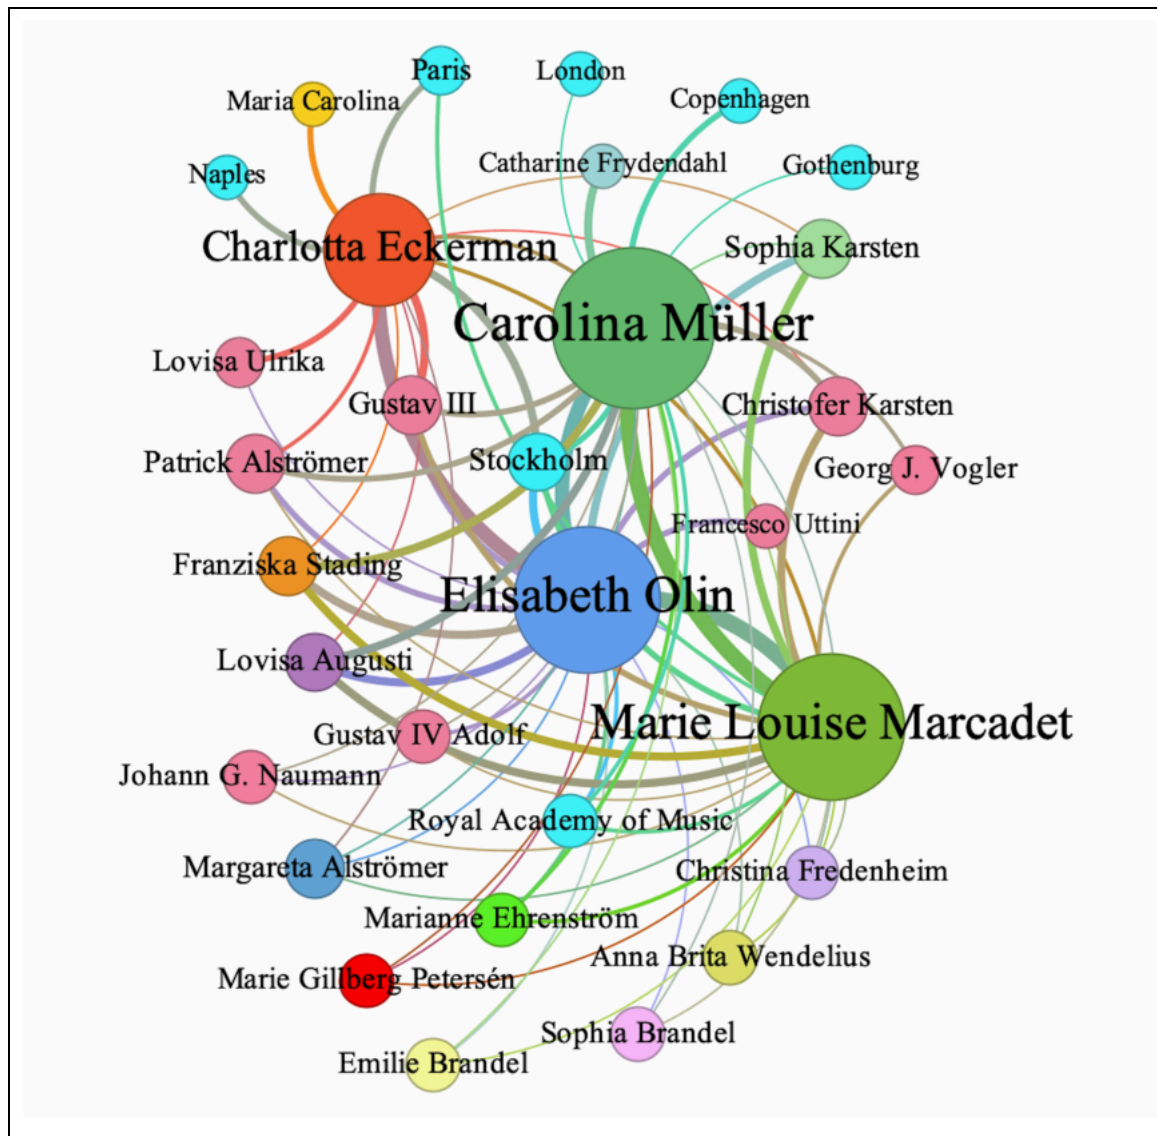 Paris
London
Maria Carolina
Copenhagen
Catharine Frydendahl
Gothenburg
Naples
Charlotta Eckerman
Sophia Karsten
Carolina Müller
Lovisa Ulrika
Gustav III
Christofer Karsten
Patrick Alströmer
Stockholm
Georg J. Vogler
Francesco Uttini
Franziska Stading
Elisabeth Olin
Lovisa Augusti
Marie Louise Marcadet
Gustav IV Adolf
Johann G. Naumann
Royal Academy of Music
Margareta Alströmer
Christina Fredenheim
Marianne Ehrenström
Anna Brita Wendelius
Marie Gillberg Petersén
Sophia Brandel
Emilie Brandel